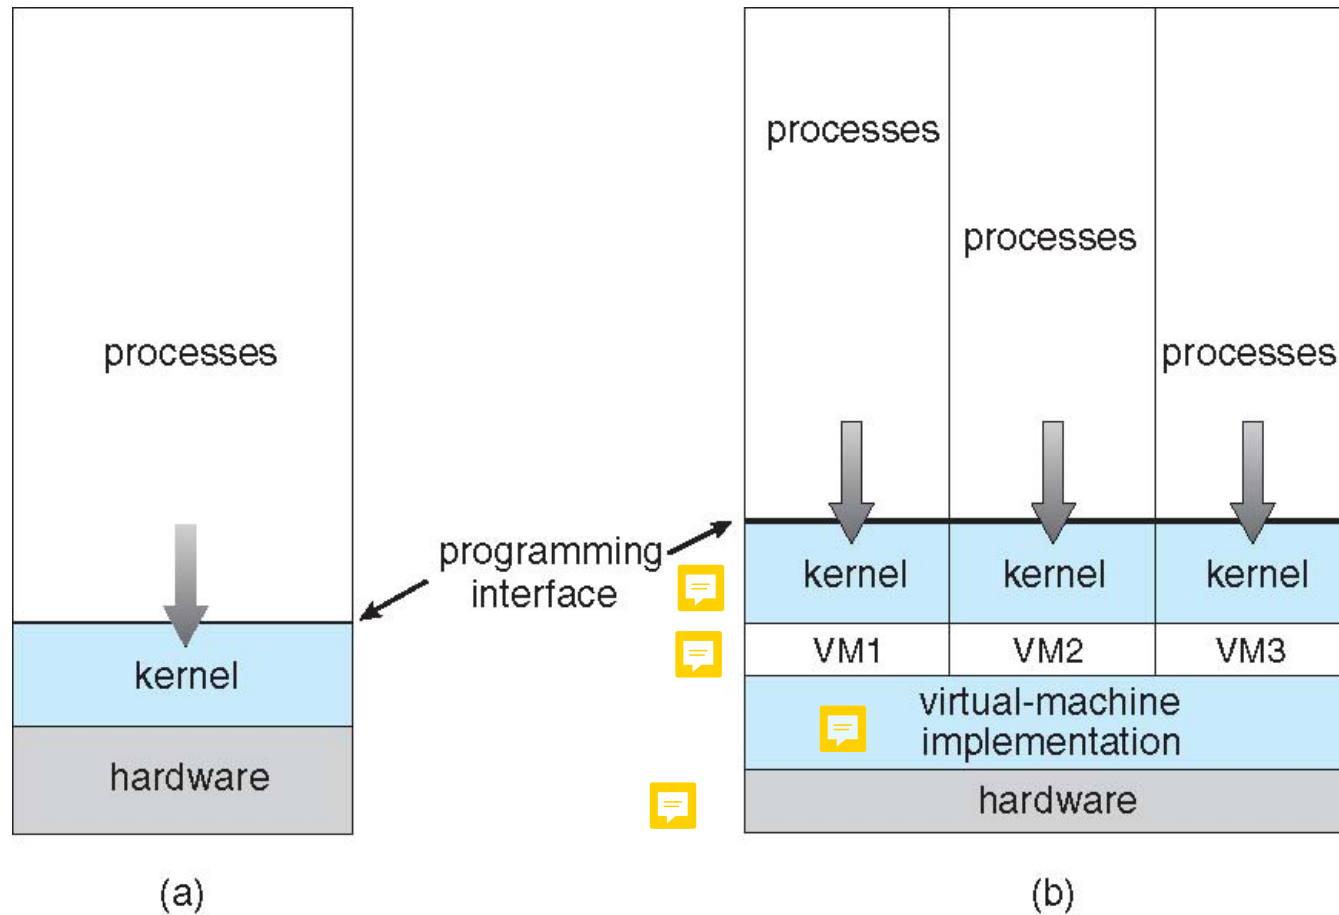 processes
kernel
hardware
(a)
programming
interface
processes
processes
processes
kernel
kernel
kernel
VM1
VM2
VM3
virtual-machine
implementation
hardware
(b)